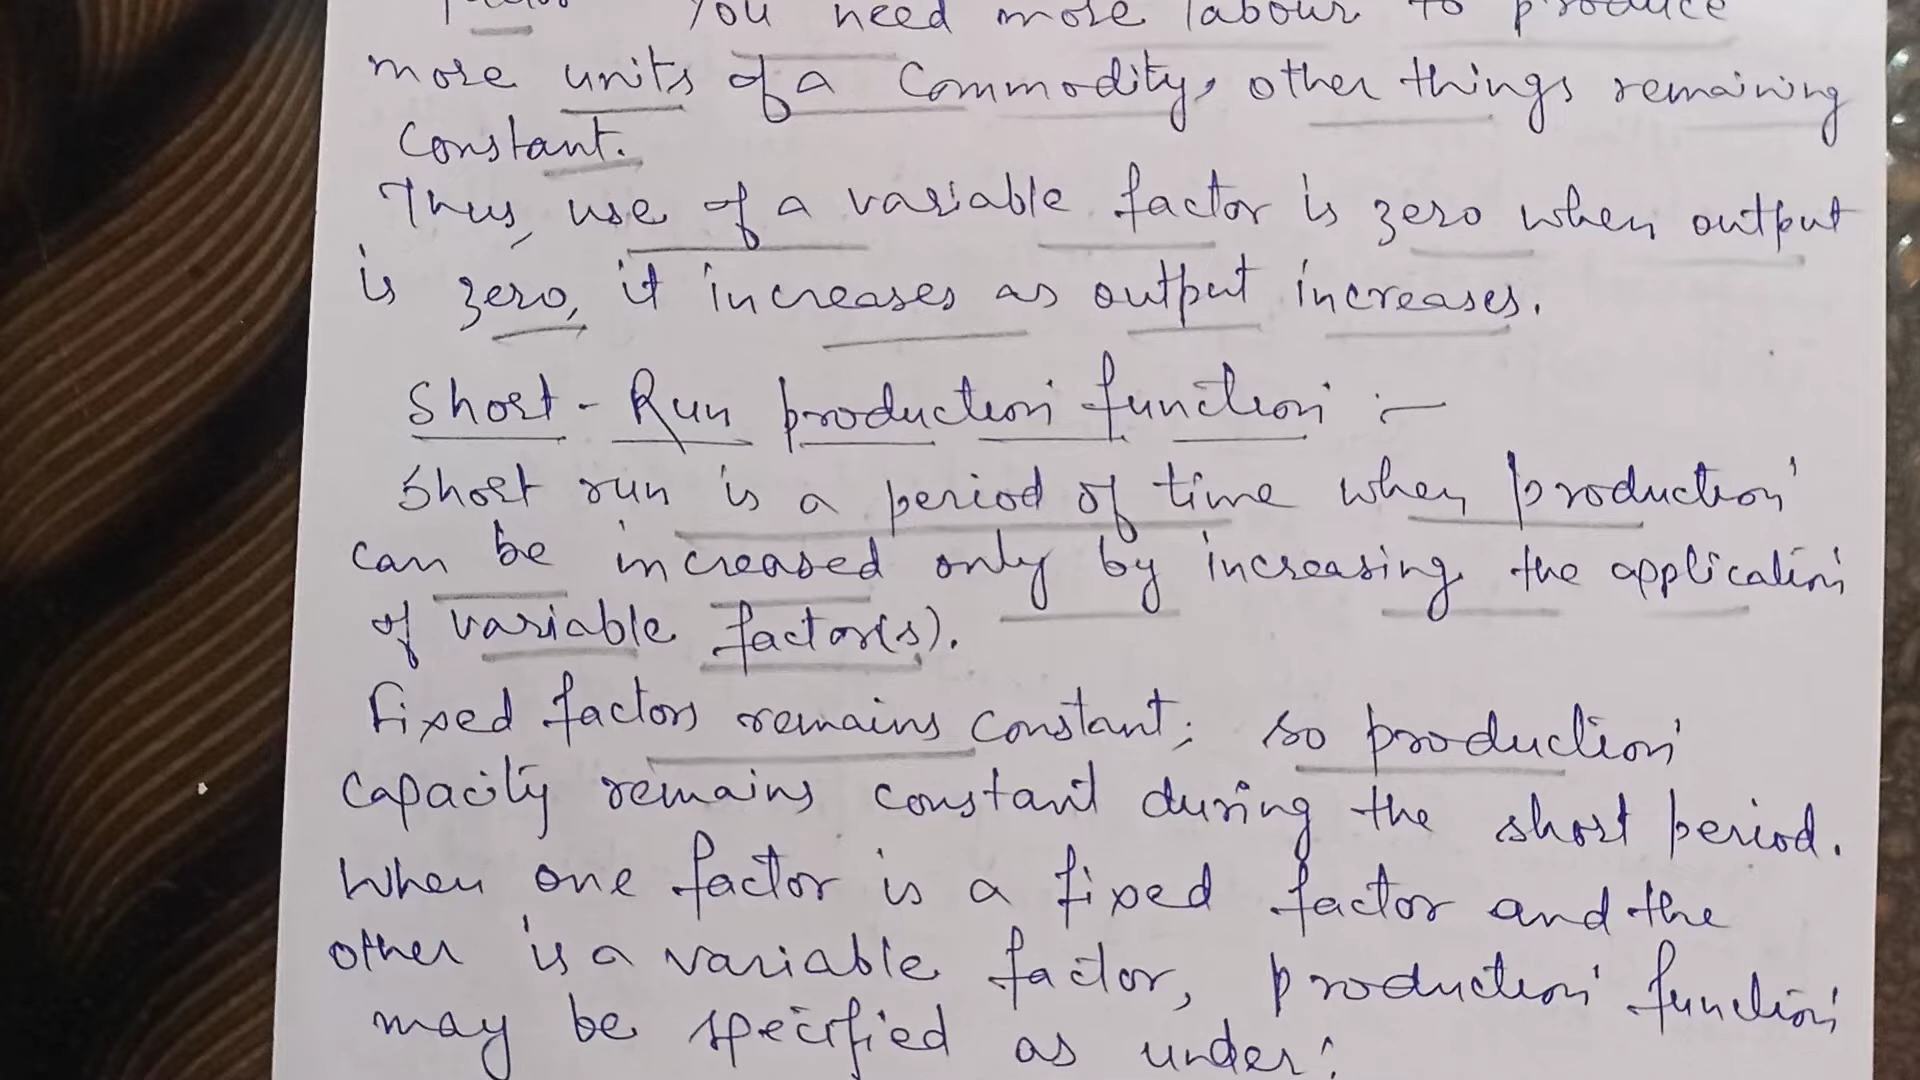 You need more labour to produce
more units of a Commodity, other things remaining
constant.
Thus, use of a variable factor is zero when output
is zero, it increases as output increases.
Short-Run production function :-
Short run is a period of time when production
can be increased only by increasing the application
of variable factor(s).
Fixed factors remains constant; so production
capacity remains constant during the short period.
When one factor is a fixed factor and the
other is a variable factor, production function
may be specified as under: